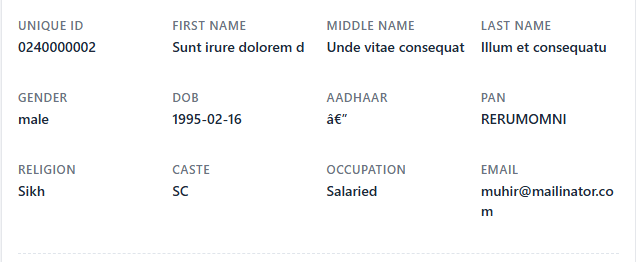 UNIQUE ID FIRST NAME MIDDLE NAME LAST NAME
0240000002 Sunt irure dolorem d Unde vitae consequat Illum et consequatu
GENDER DOB AADHAAR PAN
male 1995-02-16 â€” RERUMOMNI
RELIGION CASTE OCCUPATION EMAIL
Sikh SC Salaried muhir@mailinator.co
m